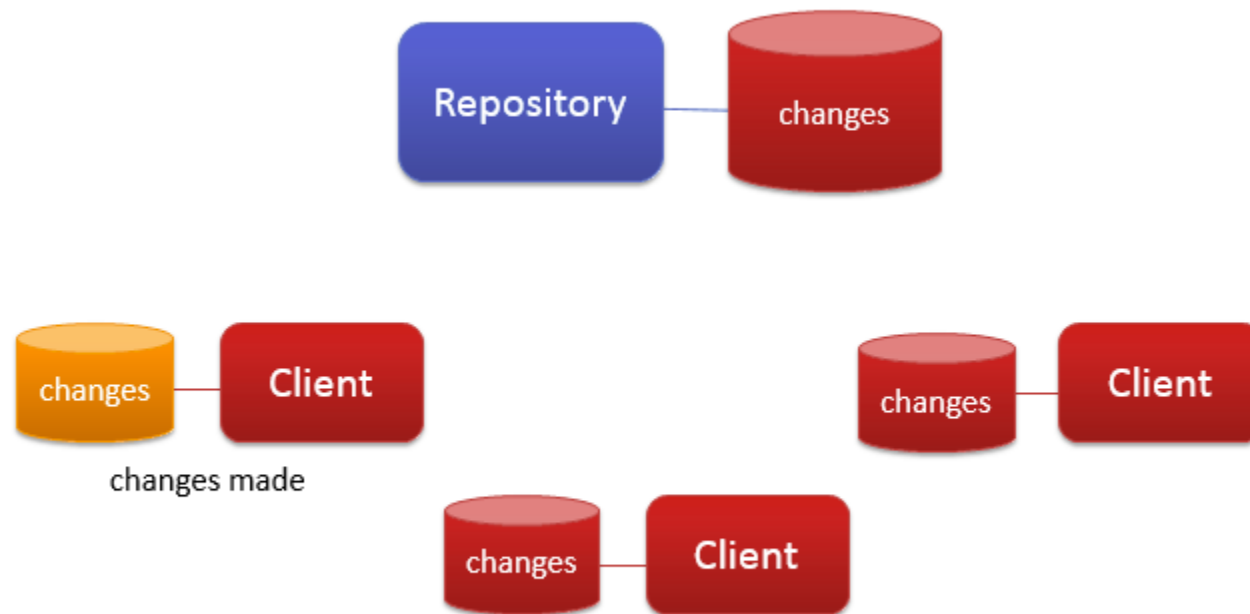 Repository
changes
changes
Client
changes
Client
changes made
changes
Client